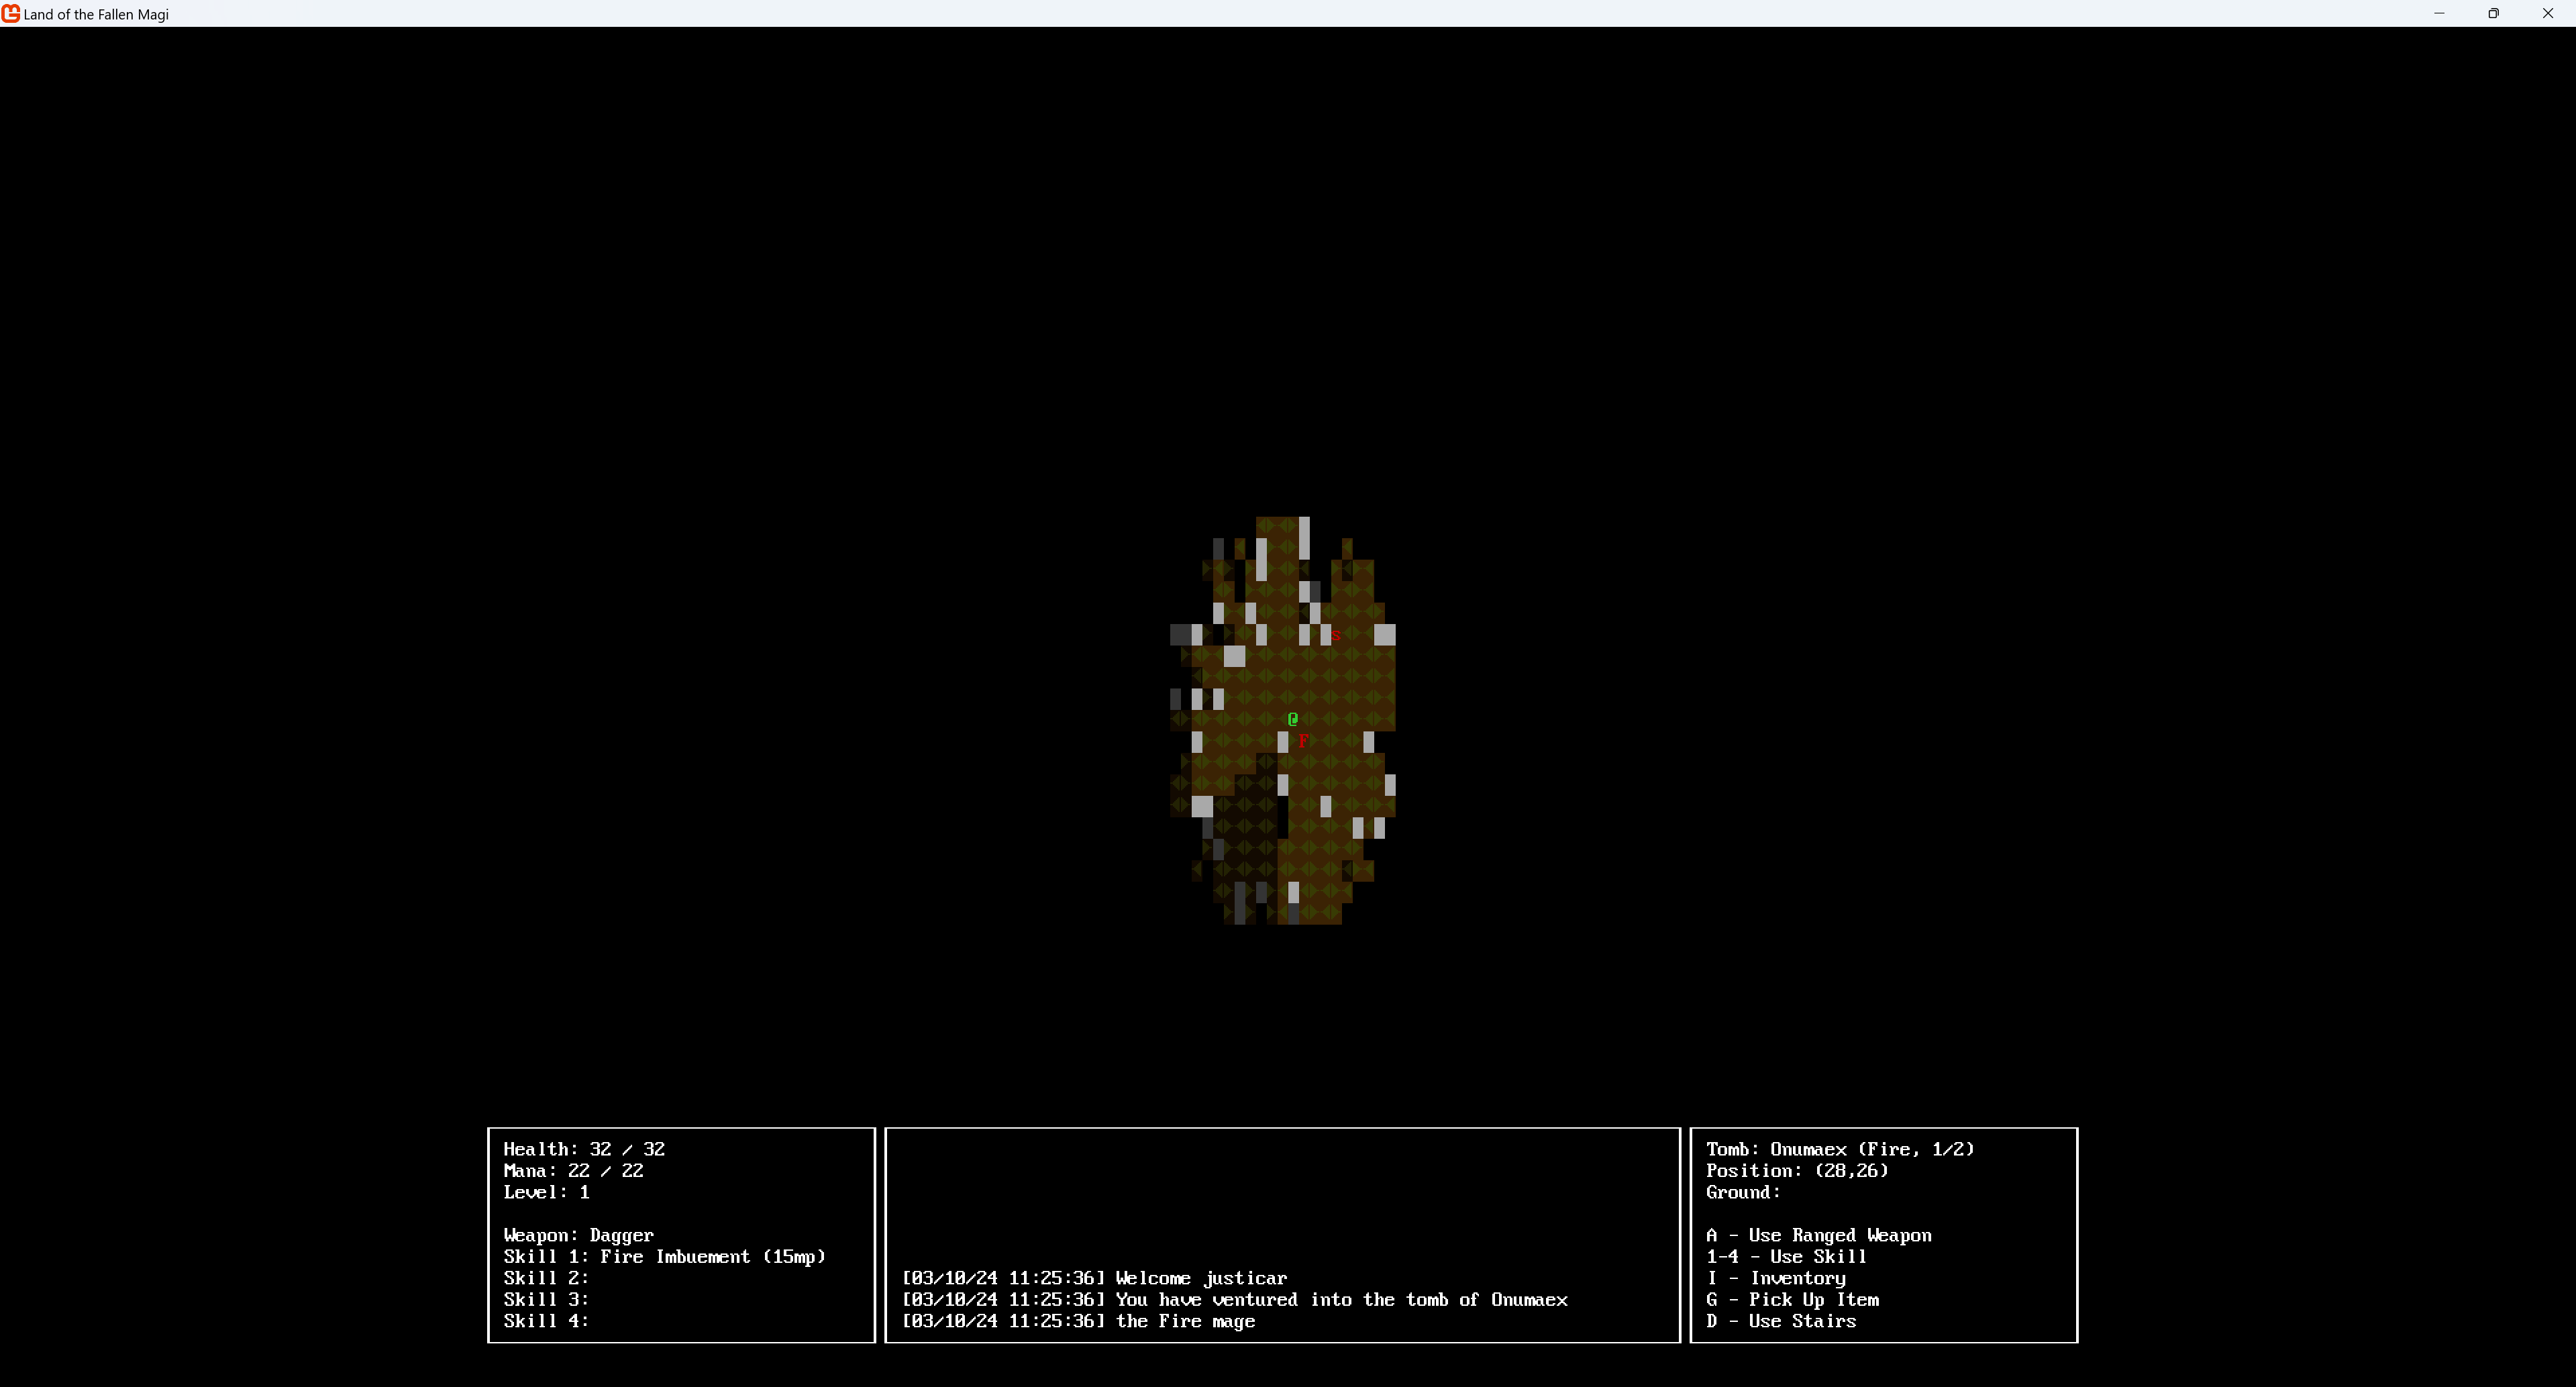 Land of the Fallen Magi
s
@
F
Health: 32 / 32
Mana: 22 / 22
Level: 1
Weapon: Dagger
Skill 1: Fire Imbuement (15mp)
Skill 2:
Skill 3:
Skill 4:
[03/10/24 11:25:36] Welcome justicar
[03/10/24 11:25:36] You have ventured into the tomb of Onumaex
[03/10/24 11:25:36] the Fire mage
Tomb: Onumaex (Fire, 1/2)
Position: (28,26)
Ground:
A - Use Ranged Weapon
1-4 - Use Skill
I - Inventory
G - Pick Up Item
D - Use Stairs